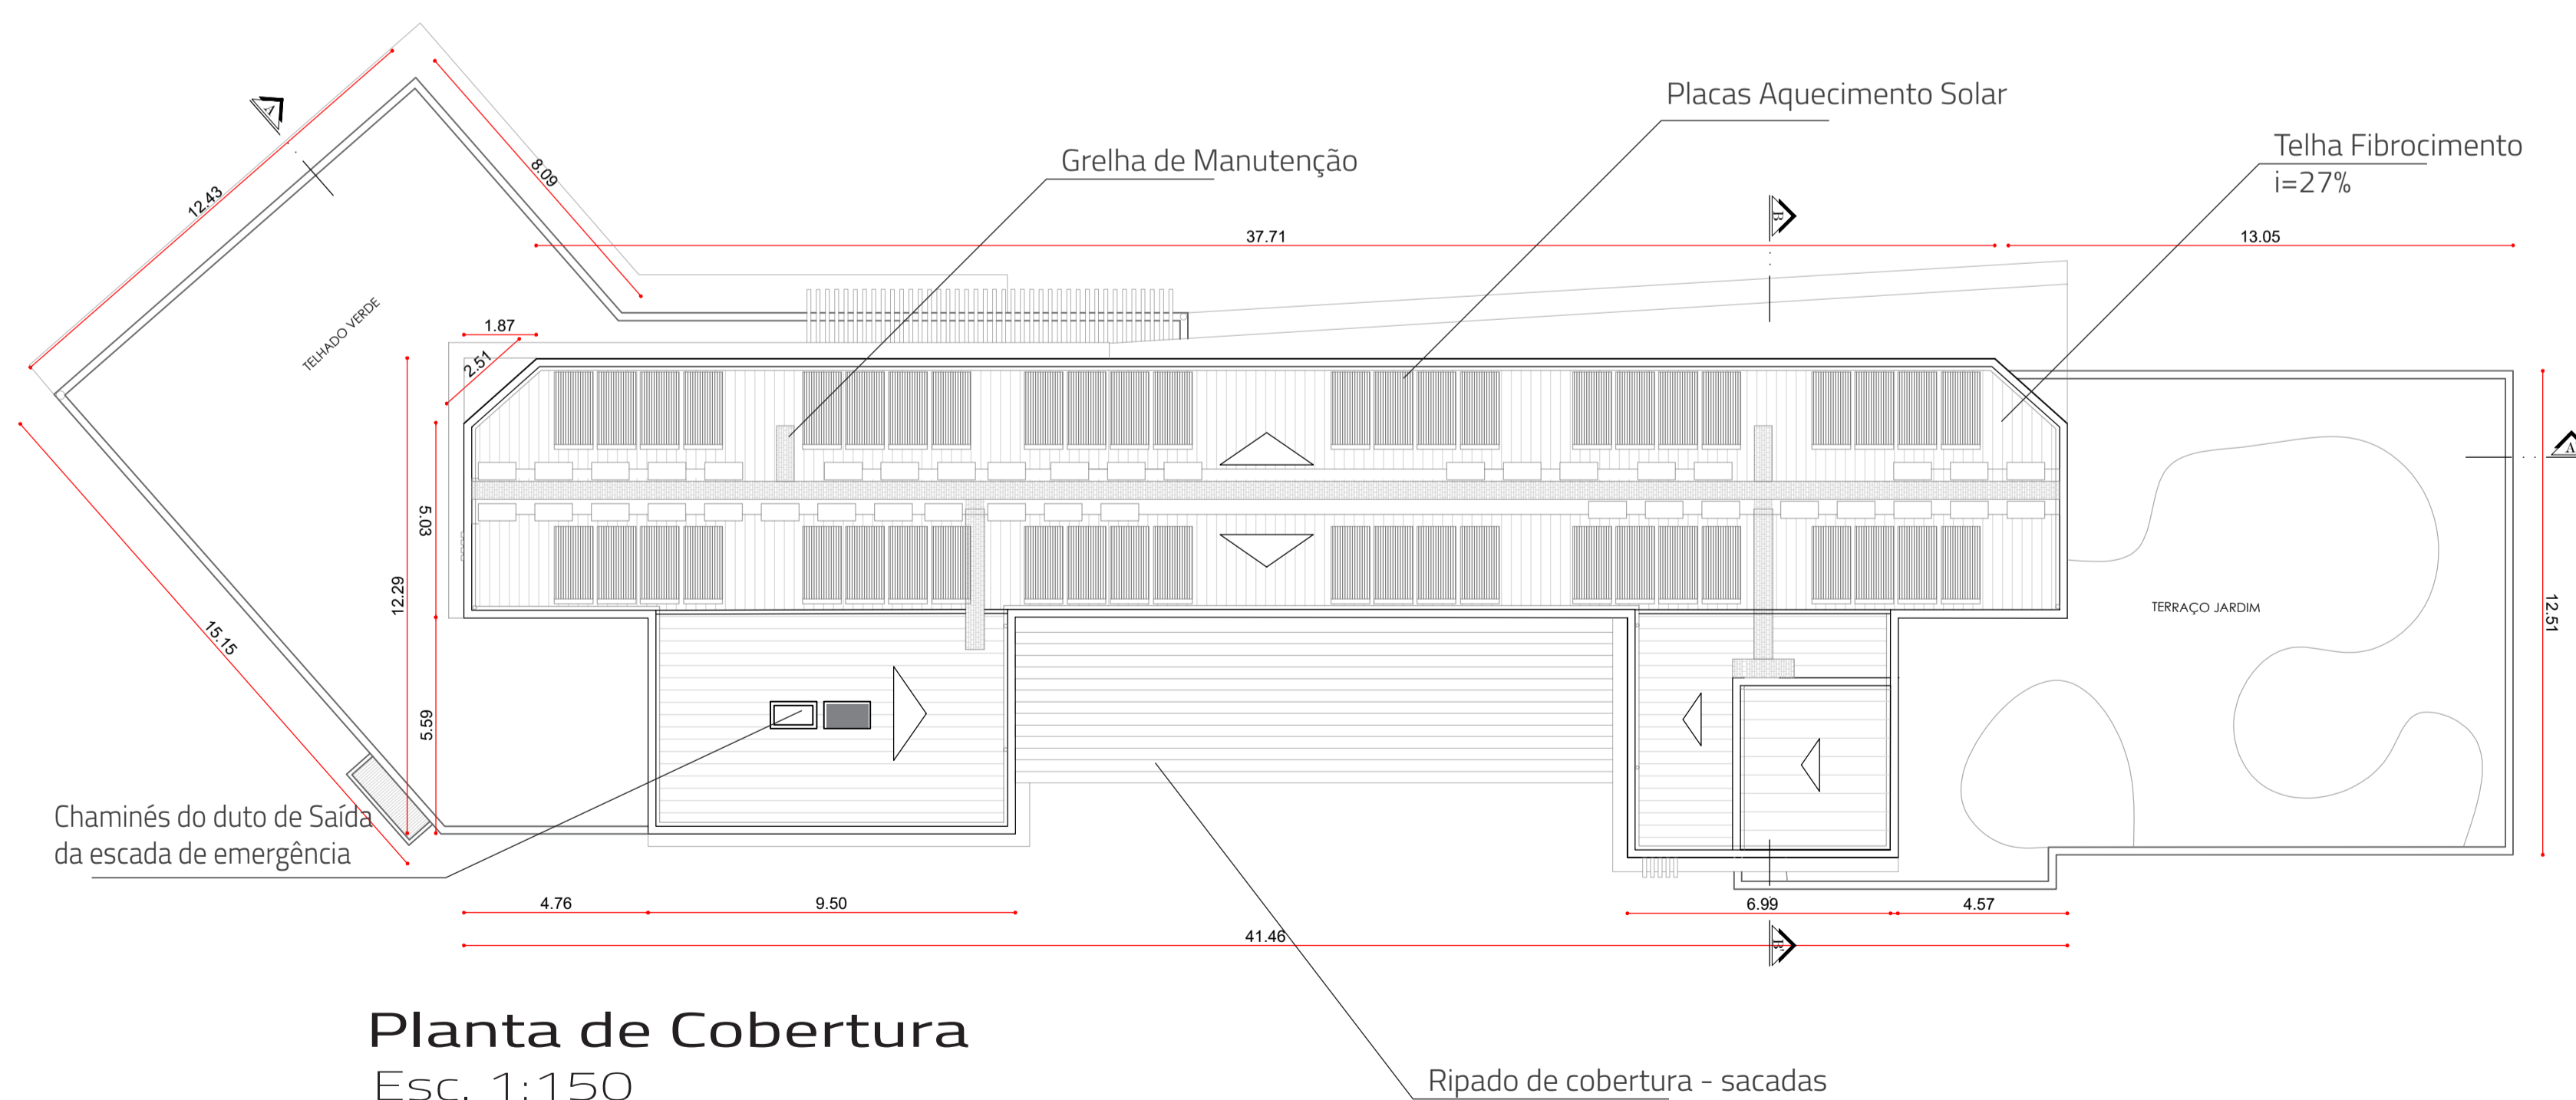 Placas Aquecimento Solar
Grelha de Manutenção
Telha Fibrocimento
i=27%
A
12.43
8.09
B
37.71
13.05
TELHADO VERDE
1.87
2.51
A'
5.03
12.29
15.15
5.59
TERRAÇO JARDIM
12.51
Chaminés do duto de Saída
da escada de emergência
4.76
9.50
6.99
4.57
41.46
B'
Planta de Cobertura
Esc. 1:150
Ripado de cobertura - sacadas